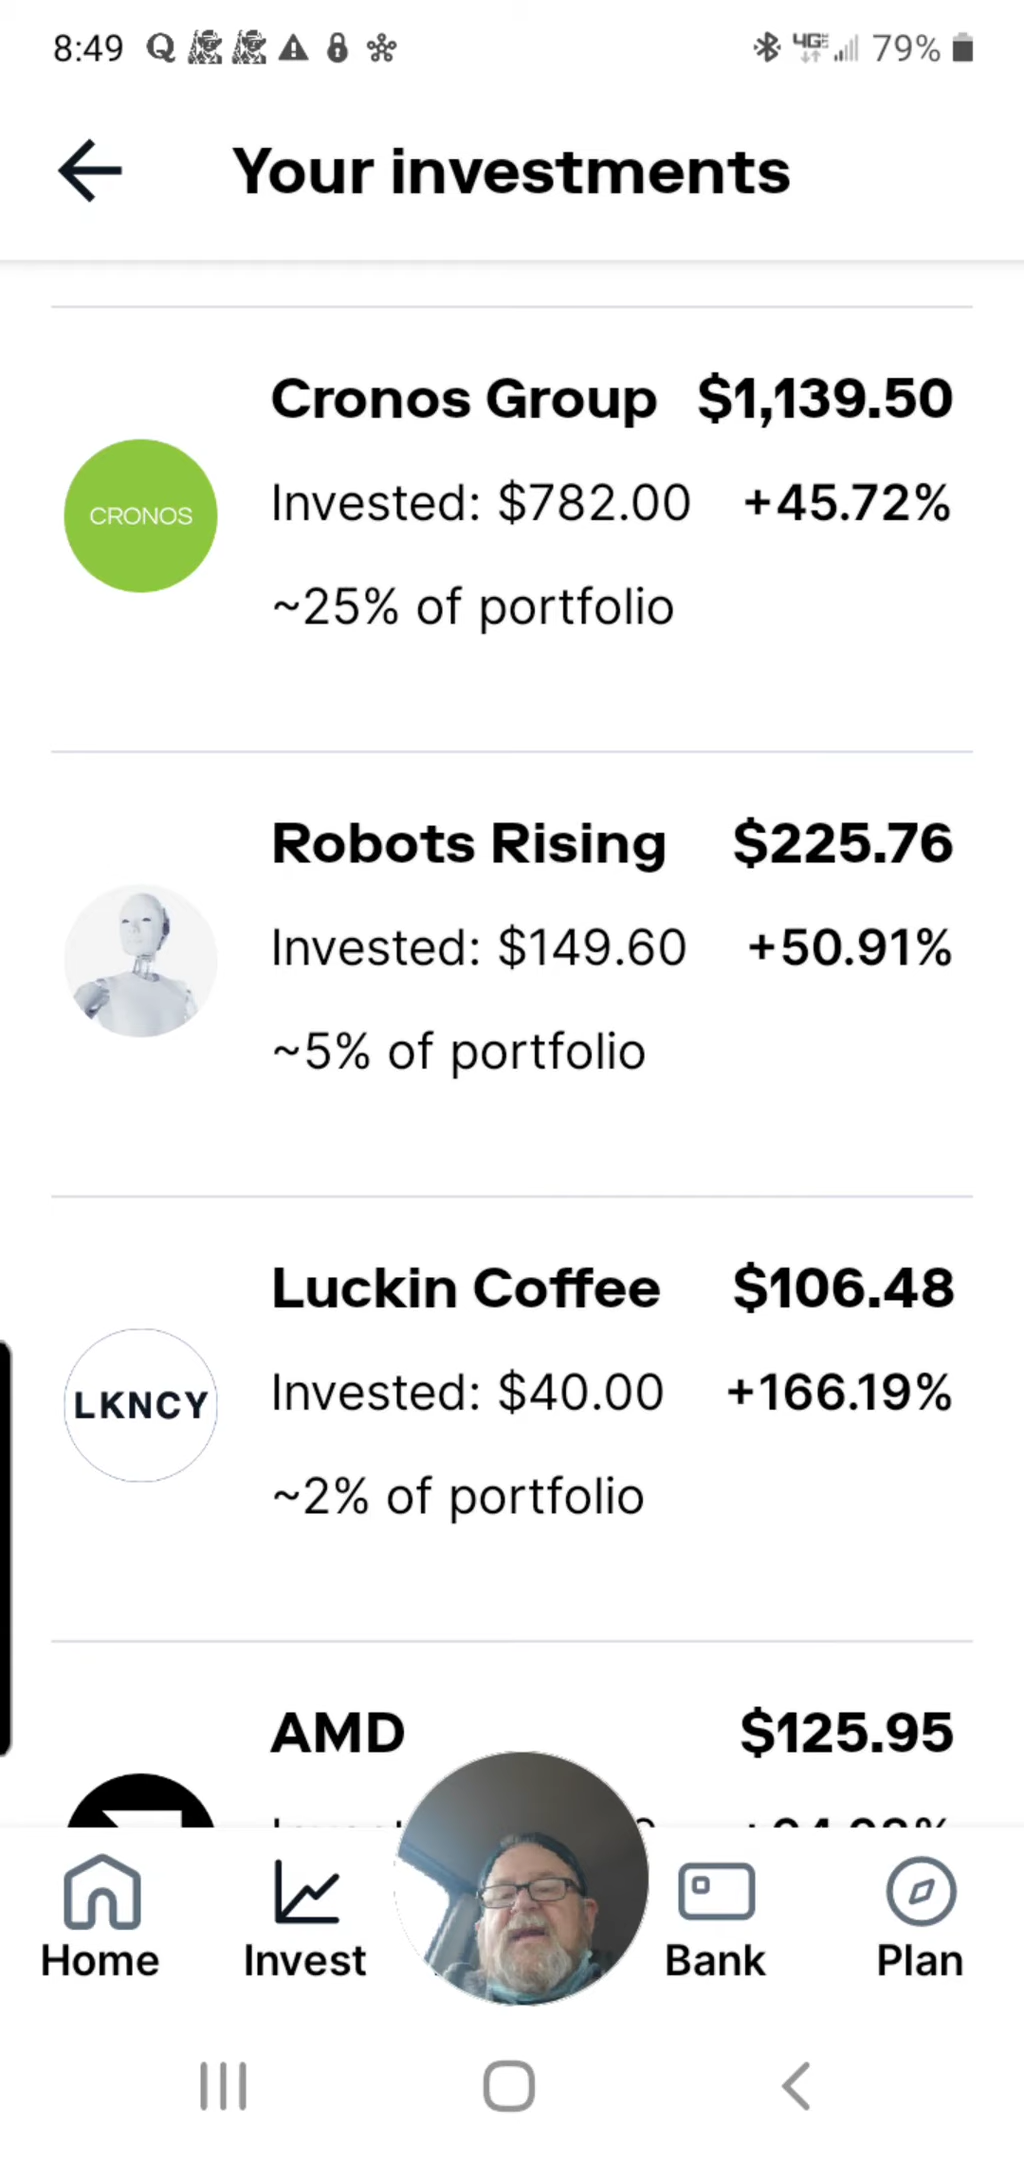 8:49 Q 4GE 79%
Your investments
Cronos Group $1,139.50
CRONOS
Invested: $782.00 +45.72%
~25% of portfolio
Robots Rising $225.76
Invested: $149.60 +50.91%
~5% of portfolio
Luckin Coffee $106.48
LKNCY
Invested: $40.00 +166.19%
~2% of portfolio
AMD $125.95
Home Invest Bank Plan